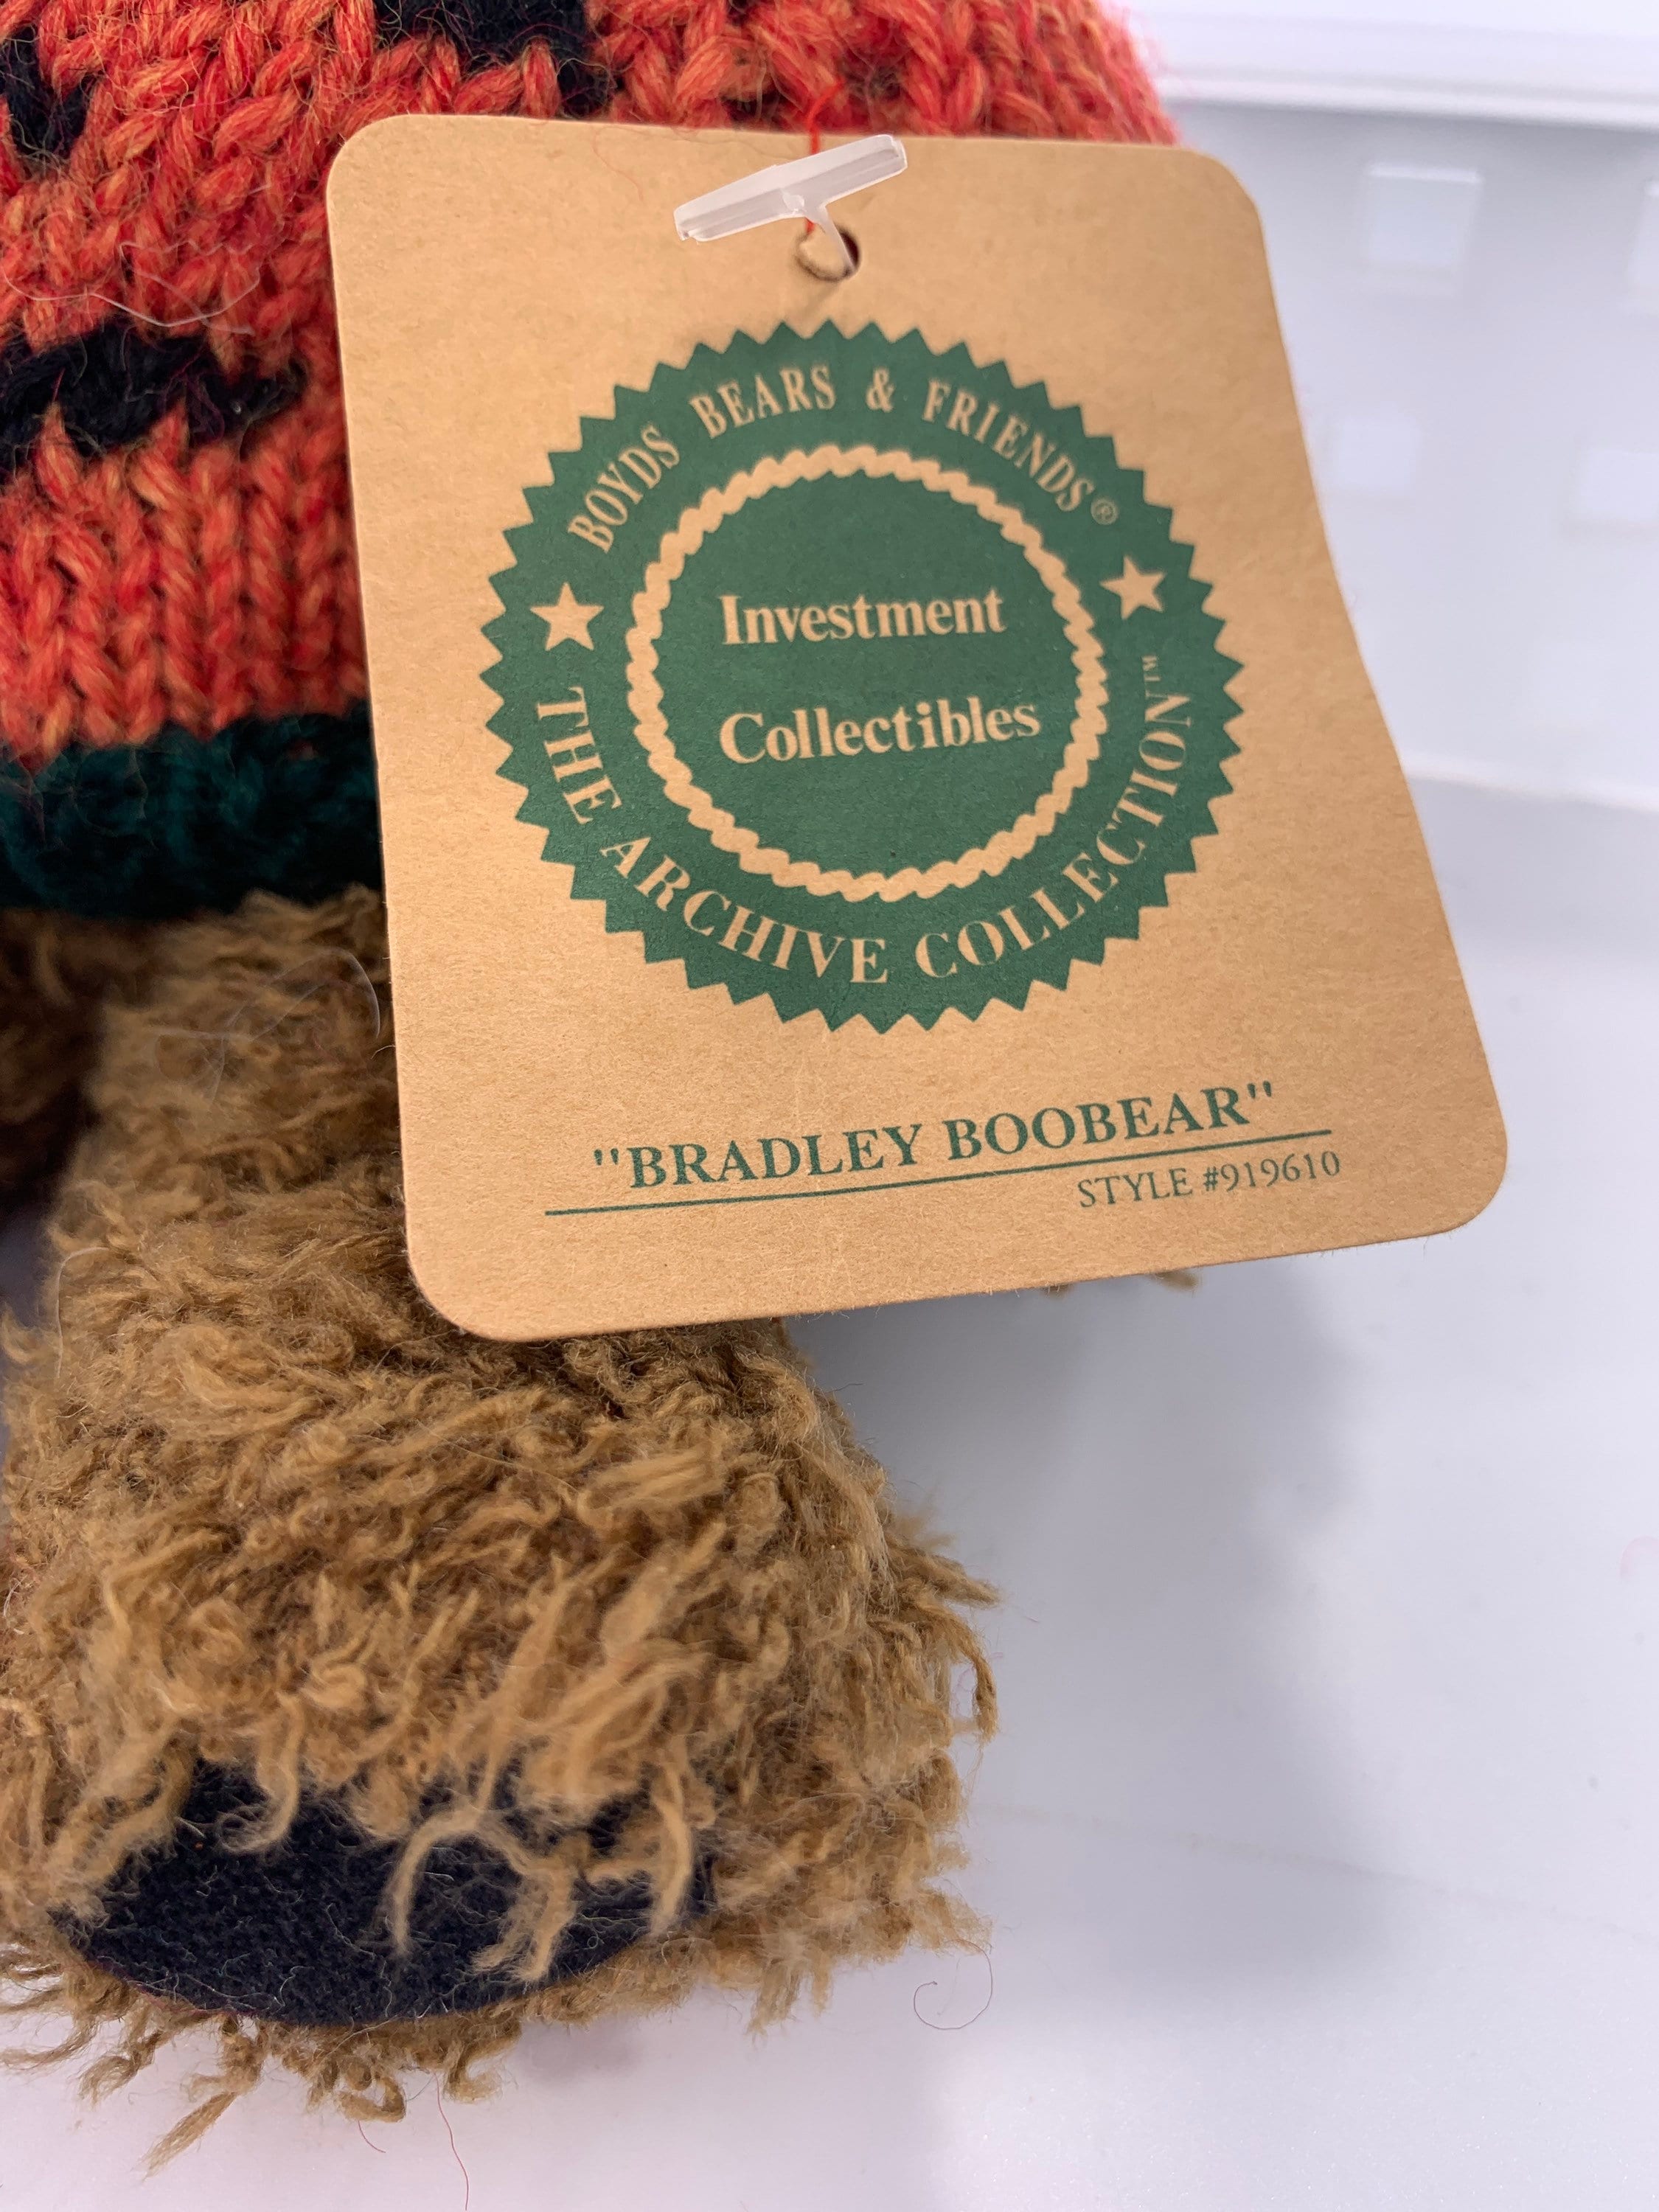 BOYDS BEARS & FRIENDS®
Investment
Collectibles
THE ARCHIVE COLLECTION™
"BRADLEY BOOBEAR"
STYLE #919610